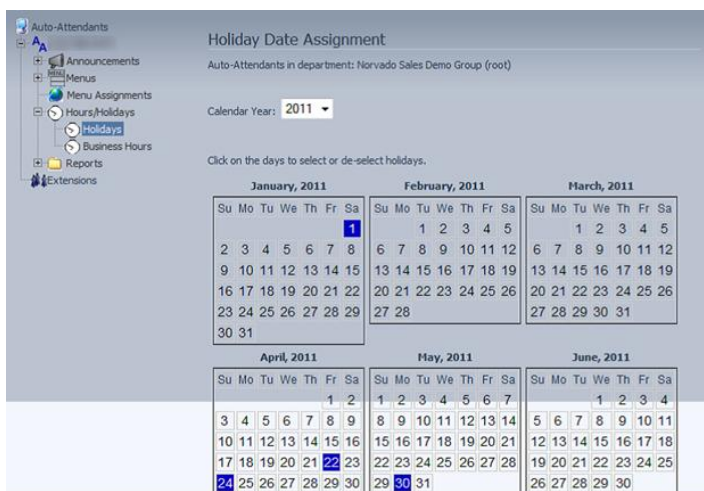 Auto-Attendants
Announcements
Menus
Menu Assignments
Hours/Holidays
Holidays
Business Hours
Reports
Extensions
Holiday Date Assignment
Auto-Attendants in department: Norvado Sales Demo Group (root)
Calendar Year: 2011
Click on the days to select or de-select holidays.
January, 2011
Su Mo Tu We Th Fr Sa
1
2 3 4 5 6 7 8
9 10 11 12 13 14 15
16 17 18 19 20 21 22
23 24 25 26 27 28 29
30 31
February, 2011
Su Mo Tu We Th Fr Sa
1 2 3 4 5
6 7 8 9 10 11 12
13 14 15 16 17 18 19
20 21 22 23 24 25 26
27 28
March, 2011
Su Mo Tu We Th Fr Sa
1 2 3 4 5
6 7 8 9 10 11 12
13 14 15 16 17 18 19
20 21 22 23 24 25 26
27 28 29 30 31
April, 2011
Su Mo Tu We Th Fr Sa
1 2
3 4 5 6 7 8 9
10 11 12 13 14 15 16
17 18 19 20 21 22 23
24 25 26 27 28 29 30
May, 2011
Su Mo Tu We Th Fr Sa
1 2 3 4 5 6 7
8 9 10 11 12 13 14
15 16 17 18 19 20 21
22 23 24 25 26 27 28
29 30 31
June, 2011
Su Mo Tu We Th Fr Sa
1 2 3 4
5 6 7 8 9 10 11
12 13 14 15 16 17 18
19 20 21 22 23 24 25
26 27 28 29 30